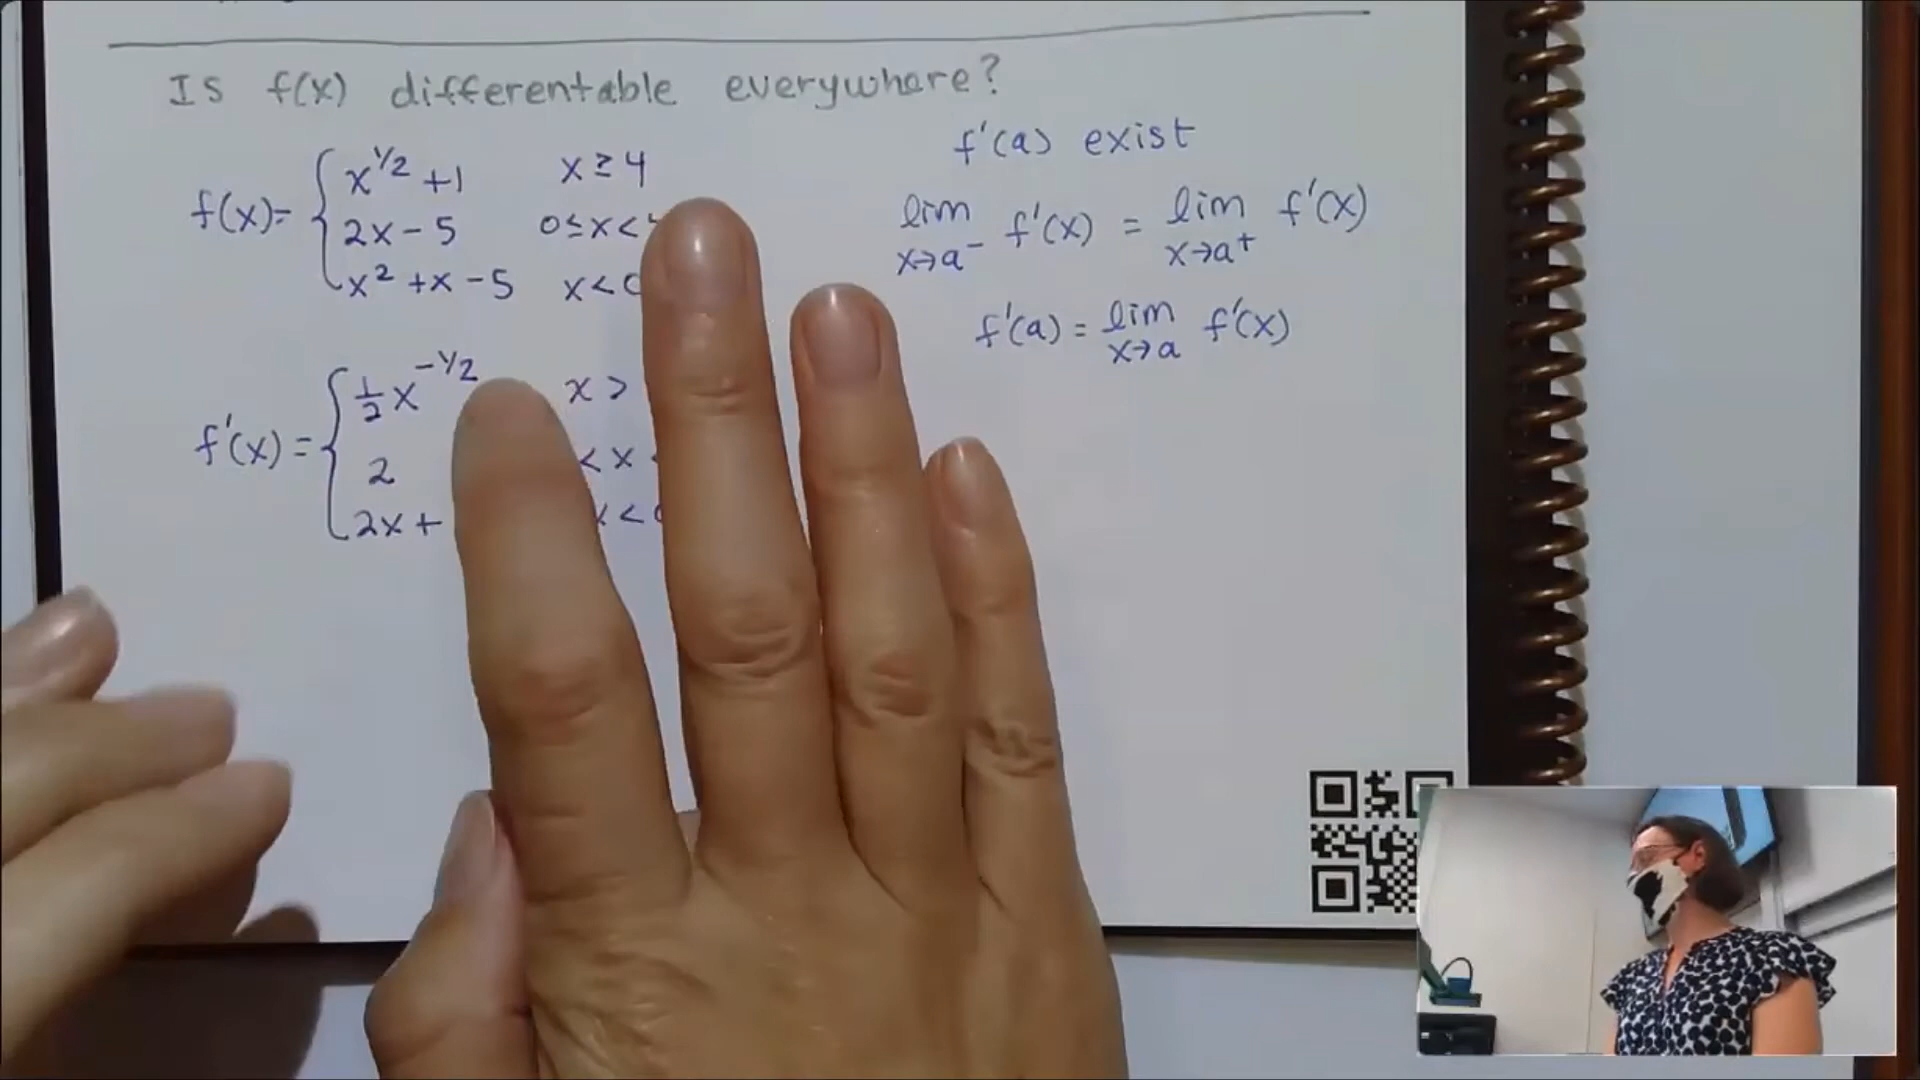 Is f(x) differentable everywhere?
f(x)= { x^1/2 +1 x ≥ 4
2x - 5 0 ≤ x <
x² + x - 5 x <
f'(x) = { 1/2 x^-1/2 x >
2 < x
2x + x <
f'(a) exist
lim x→a⁻ f'(x) = lim x→a⁺ f'(x)
f'(a) = lim x→a f'(x)